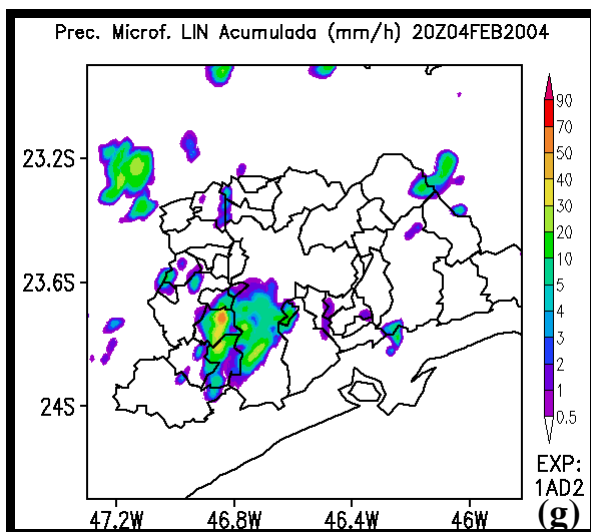 Prec. Microf. LIN Acumulada (mm/h) 20Z04FEB2004
23.2S
23.6S
24S
47.2W
46.8W
46.4W
46W
90
70
50
40
30
20
10
5
4
3
2
1
0.5
EXP:
1AD2
(g)